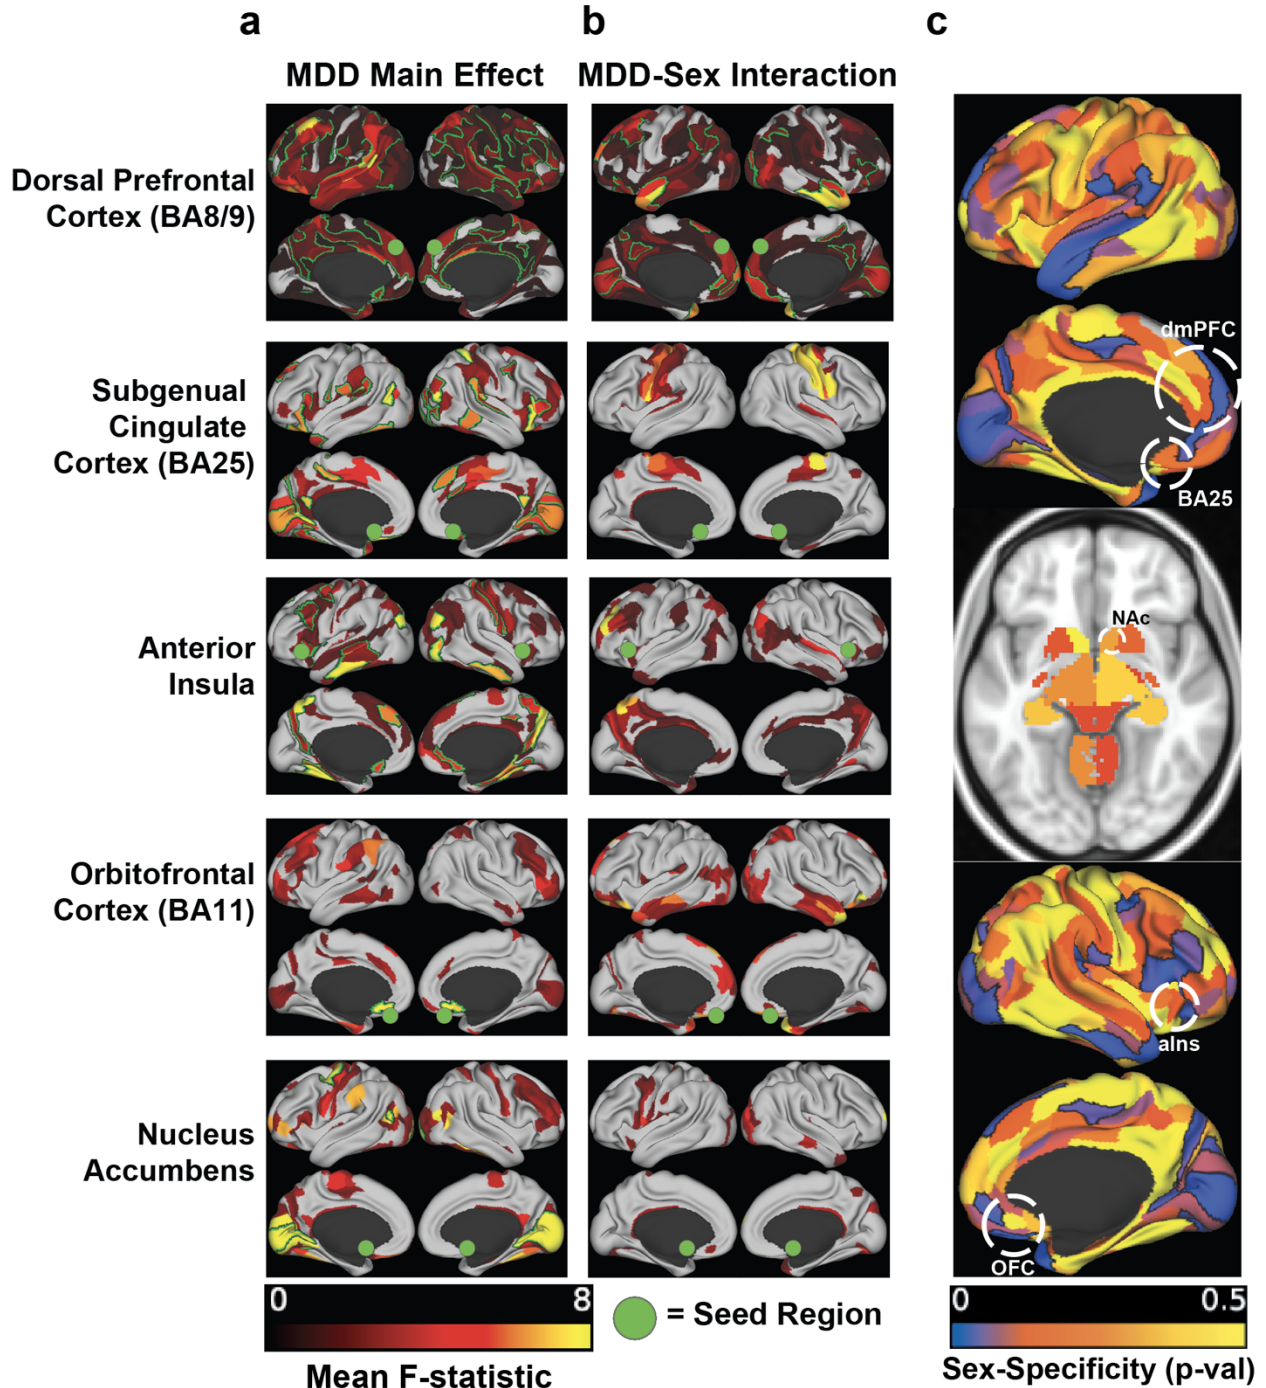 a
b
c
MDD Main Effect
MDD-Sex Interaction
Dorsal Prefrontal
Cortex (BA8/9)
Subgenual
Cingulate
Cortex (BA25)
Anterior
Insula
Orbitofrontal
Cortex (BA11)
Nucleus
Accumbens
dmPFC
BA25
NAc
aIns
OFC
0
8
Mean F-statistic
= Seed Region
0
0.5
Sex-Specificity (p-val)